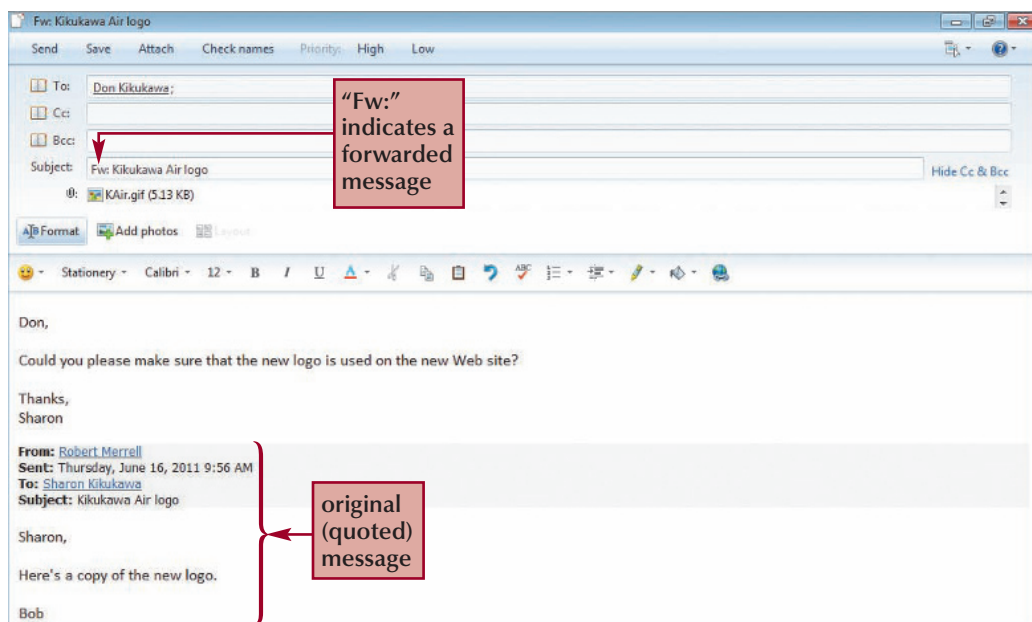 Fw: Kikukawa Air logo
Send Save Attach Check names Priority: High Low
To: Don Kikukawa;
Cc:
Bcc:
Subject: Fw: Kikukawa Air logo
Hide Cc & Bcc
KAir.gif (5.13 KB)
"Fw:"
indicates a
forwarded
message
Format Add photos Layout
Stationery Calibri 12 B I U A ABC
Don,
Could you please make sure that the new logo is used on the new Web site?
Thanks,
Sharon
From: Robert Merrell
Sent: Thursday, June 16, 2011 9:56 AM
To: Sharon Kikukawa
Subject: Kikukawa Air logo
Sharon,
Here's a copy of the new logo.
Bob
original
(quoted)
message